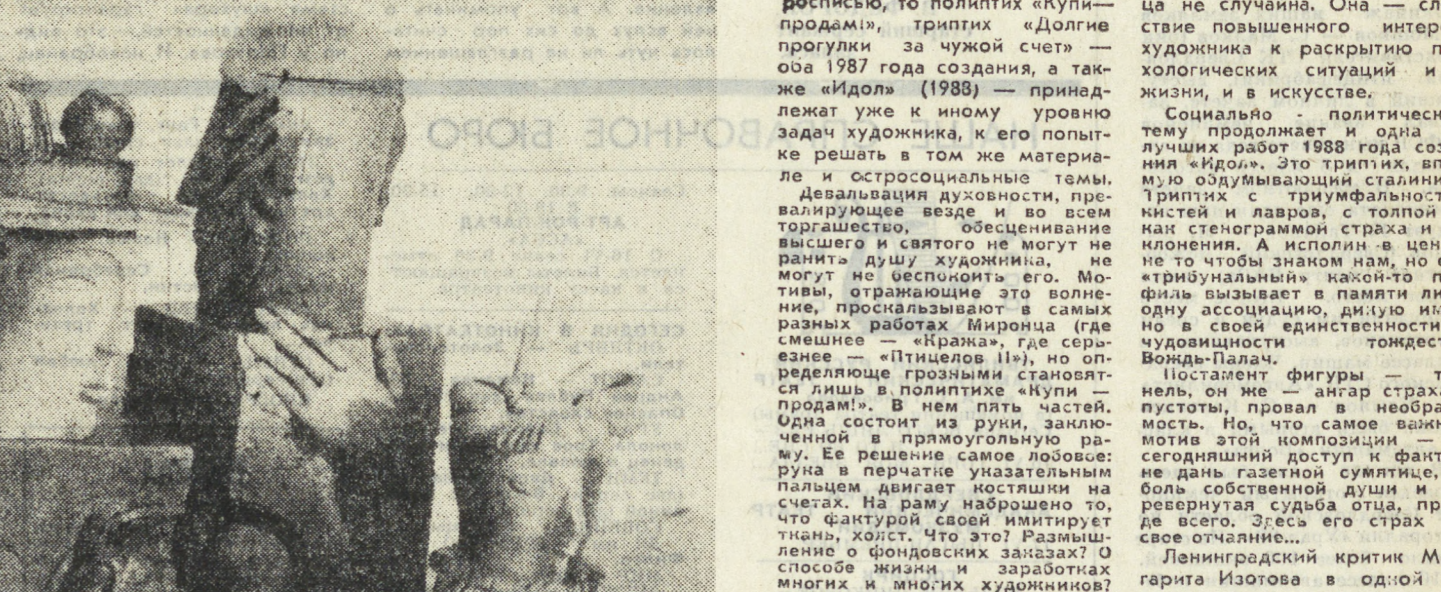 росписью, то полиптих «Купи—
продам!», триптих «Долгие
прогулки за чужой счет» —
оба 1987 года создания, а так-
же «Идол» (1988) — принад-
лежат уже к иному уровню
задач художника, к его попыт-
ке решать в том же материа-
ле и остросоциальные темы.
Девальвация духовности, пре-
валирующее везде и во всем
торгашество, обесценивание
высшего и святого не могут не
ранить душу художника, не
могут не беспокоить его. Мо-
тивы, отражающие это волне-
ние, проскальзывают в самых
разных работах Миронца (где
смешнее — «Кража», где серь-
езнее — «Птицелов II»), но оп-
ределяюще грозными становят-
ся лишь в полиптихе «Купи —
продам!». В нем пять частей.
Одна состоит из руки, заклю-
ченной в прямоугольную ра-
му. Ее решение самое лобовое:
рука в перчатке указательным
пальцем двигает костяшки на
счетах. На раму наброшено то,
что фактурой своей имитирует
ткань, холст. Что это? Размыш-
ление о фондовских заказах? О
способе жизни и заработках
многих и многих художников?
ца не случайна. Она — сл
ствие повышенного интер
художника к раскрытию п
хологических ситуаций и
жизни, и в искусстве.
Социально - политическ
тему продолжает и одна
лучших работ 1988 года соз
ния «Идол». Это триптих, вп
мую обдумывающий сталини
Триптих с триумфальност
кистей и лавров, с толпой
как стенограммой страха и
клонения. А исполин в цен
не то чтобы знаком нам, но е
«трибунальный» какой-то п
филь вызывает в памяти ли
одну ассоциацию, дикую им
но в своей единственности
чудовищности тождест
Вождь-Палач.
Постамент фигуры — т
нель, он же — ангар страха
пустоты, провал в необра
мость. Но, что самое важн
мотив этой композиции —
сегодняшний доступ к факт
не дань газетной сумятице,
боль собственной души и
ревернутая судьба отца, пр
де всего. Здесь его страх
свое отчаяние...
Ленинградский критик М
гарита Изотова в одной